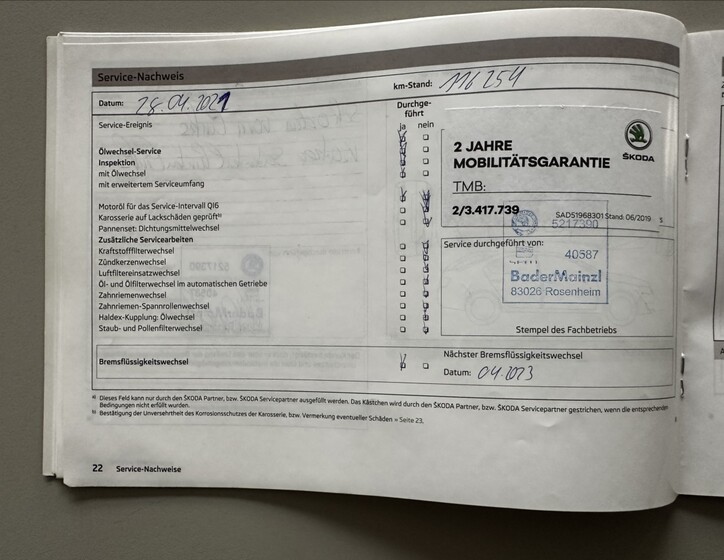 Service-Nachweis
Datum: 28.04.2021
km-Stand: 116254
Service-Ereignis
Durchge-
führt
ja nein
Ölwechsel-Service
Inspektion
mit Ölwechsel
mit erweitertem Serviceumfang
Motoröl für das Service-Intervall QI6
Karosserie auf Lackschäden geprüft b)
Pannenset: Dichtungsmittelwechsel
Zusätzliche Servicearbeiten
Kraftstofffilterwechsel
Zündkerzenwechsel
Luftfiltereinsatzwechsel
Öl- und Ölfilterwechsel im automatischen Getriebe
Zahnriemenwechsel
Zahnriemen-Spannrollenwechsel
Haldex-Kupplung: Ölwechsel
Staub- und Pollenfilterwechsel
2 JAHRE
MOBILITÄTSGARANTIE
ŠKODA
TMB:
2/3.417.739
SAD51968301 Stand: 06/2019 S
5217390
Service durchgeführt von:
40587
BaderMainzl
83026 Rosenheim
Stempel des Fachbetriebs
Bremsflüssigkeitswechsel
Nächster Bremsflüssigkeitswechsel
Datum: 04.2023
a) Dieses Feld kann nur durch den ŠKODA Partner, bzw. ŠKODA Servicepartner ausgefüllt werden. Das Kästchen wird durch den ŠKODA Partner, bzw. ŠKODA Servicepartner gestrichen, wenn die entsprechenden
Bedingungen nicht erfüllt wurden.
b) Bestätigung der Unversehrtheit des Korrosionsschutzes der Karosserie, bzw. Vermerkung eventueller Schäden » Seite 23.
22 Service-Nachweise